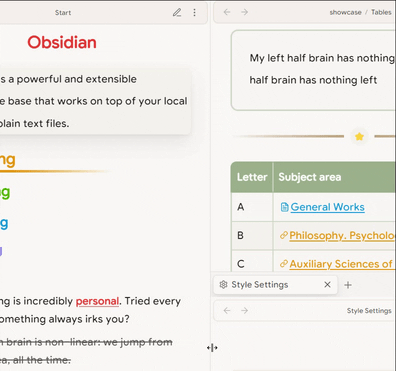 Start
Obsidian
s a powerful and extensible
e base that works on top of your local
plain text files.
ng
g
g
g
ng is incredibly personal. Tried every
omething always irks you?
n brain is non-linear: we jump from
ea, all the time.
showcase / Tables
My left half brain has nothing
half brain has nothing left
Letter Subject area
A General Works
B Philosophy. Psycholo
C Auxiliary Sciences of
Style Settings
Style Settings